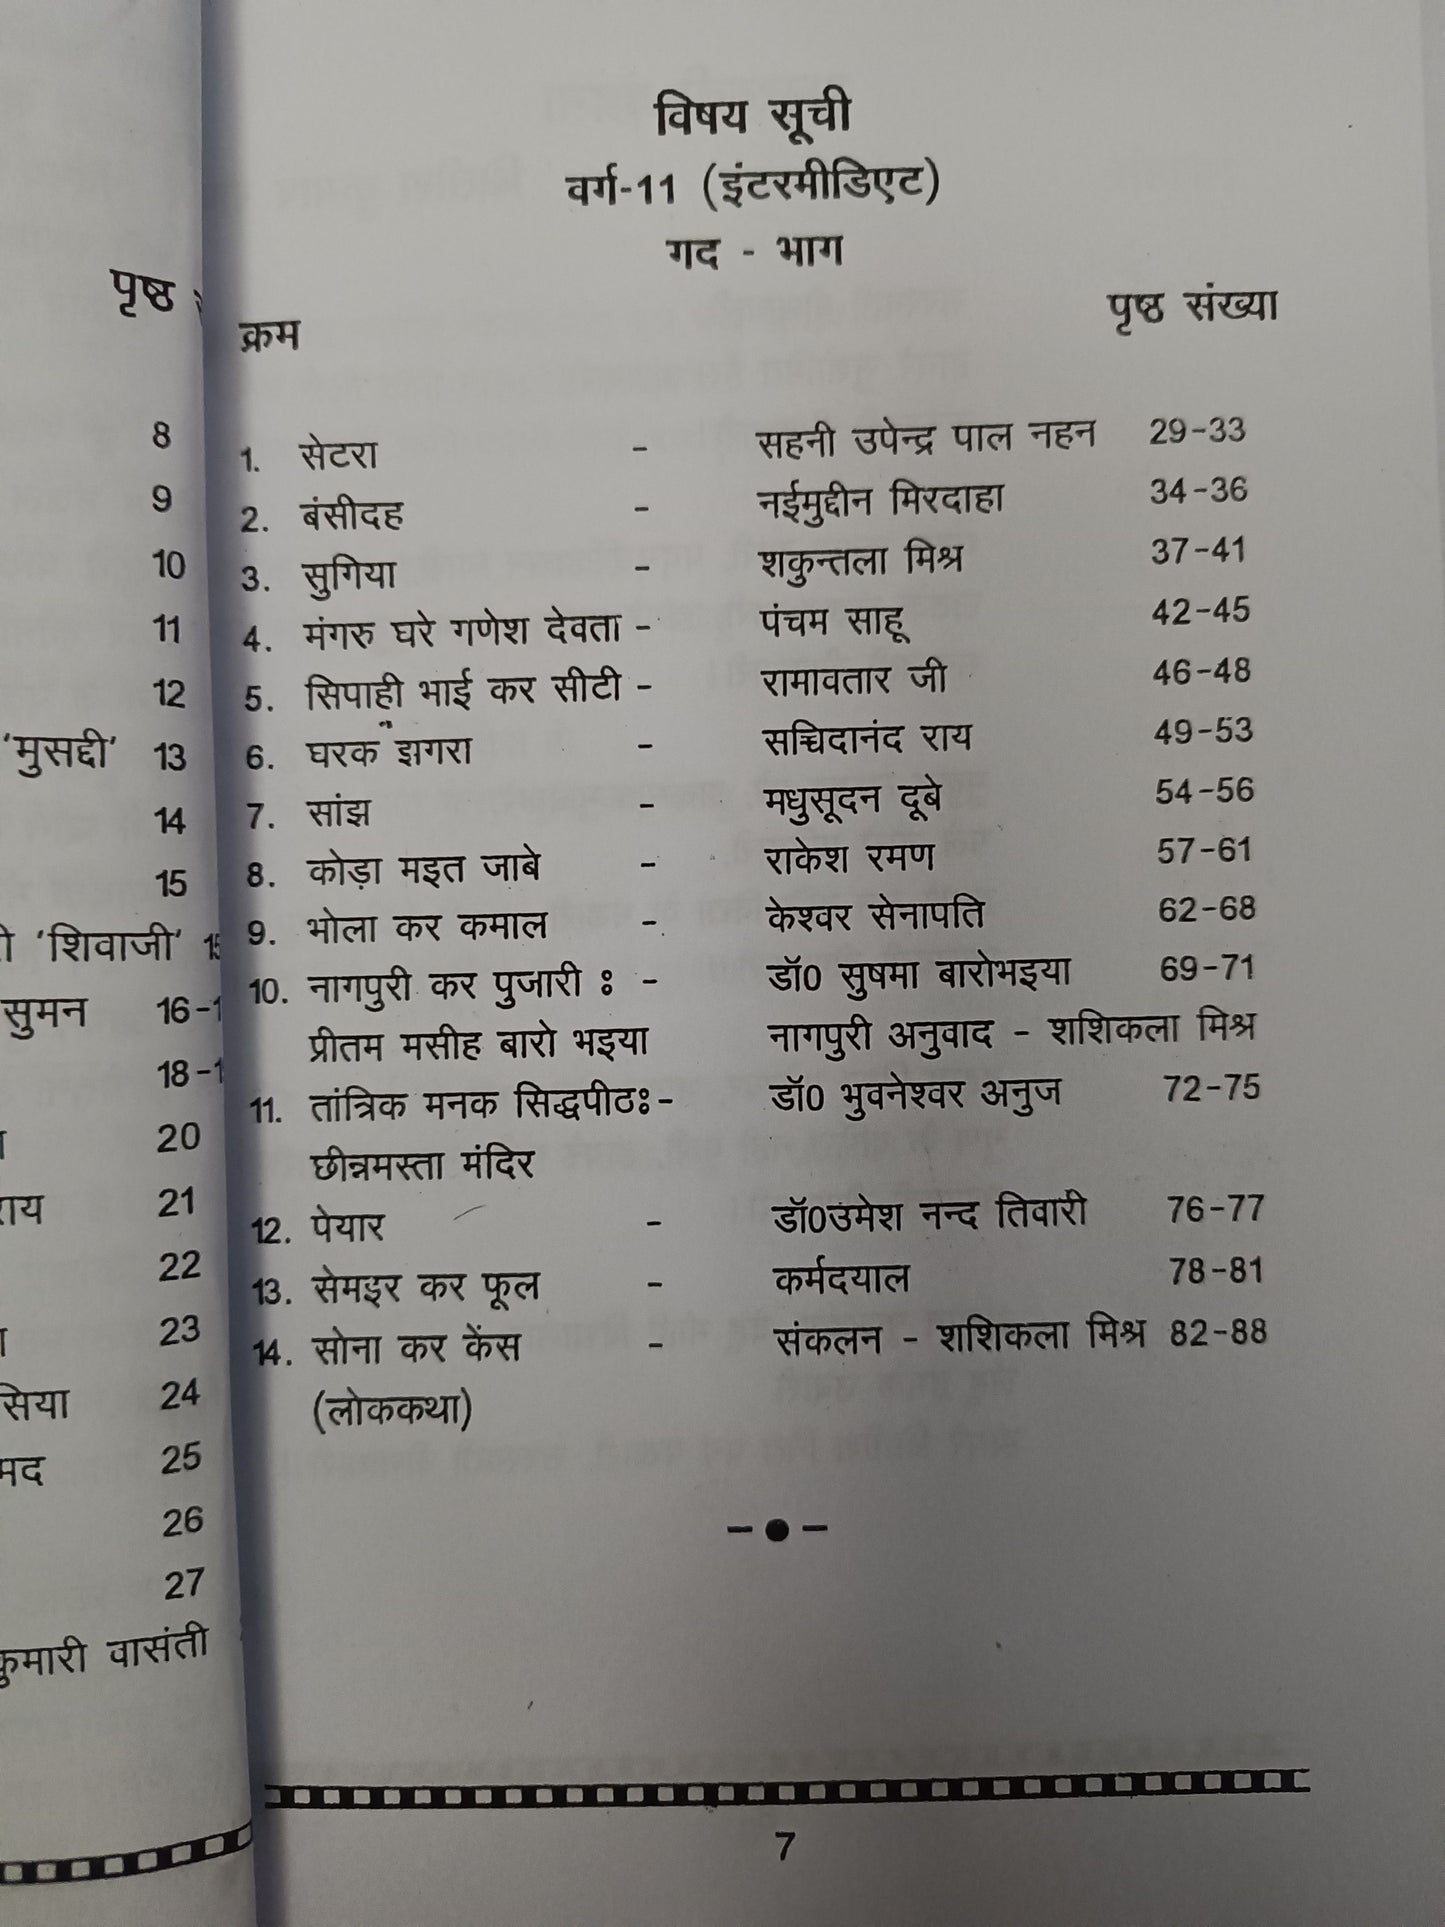 पृष्ठ
8
9
10
11
12
'मुसद्दी' 13
14
15
'शिवाजी'
सुमन 16-1
18-1
20
21
22
23
24
25
26
27
वासंती
विषय सूची
वर्ग-11 (इंटरमीडिएट)
गद - भाग
क्रम पृष्ठ संख्या
1. सेटरा - सहनी उपेन्द्र पाल नहन 29-33
2. बंसीदह - नईमुद्दीन मिरदाहा 34-36
3. सुगिया - शकुन्तला मिश्र 37-41
4. मंगरु घरे गणेश देवता - पंचम साहू 42-45
5. सिपाही भाई कर सीटी - रामावतार जी 46-48
6. घरक झगरा - सच्चिदानंद राय 49-53
7. सांझ - मधुसूदन दूबे 54-56
8. कोड़ा मइत जाबे - राकेश रमण 57-61
9. भोला कर कमाल - केश्वर सेनापति 62-68
10. नागपुरी कर पुजारी : - डॉ0 सुषमा बारोभइया 69-71
प्रीतम मसीह बारो भइया नागपुरी अनुवाद - शशिकला मिश्र
11. तांत्रिक मनक सिद्धपीठः- डॉ0 भुवनेश्वर अनुज 72-75
छीन्नमस्ता मंदिर
12. पेयार - डॉ0उमेश नन्द तिवारी 76-77
13. सेमइर कर फूल - कर्मदयाल 78-81
14. सोना कर केंस - संकलन - शशिकला मिश्र 82-88
(लोककथा)
7